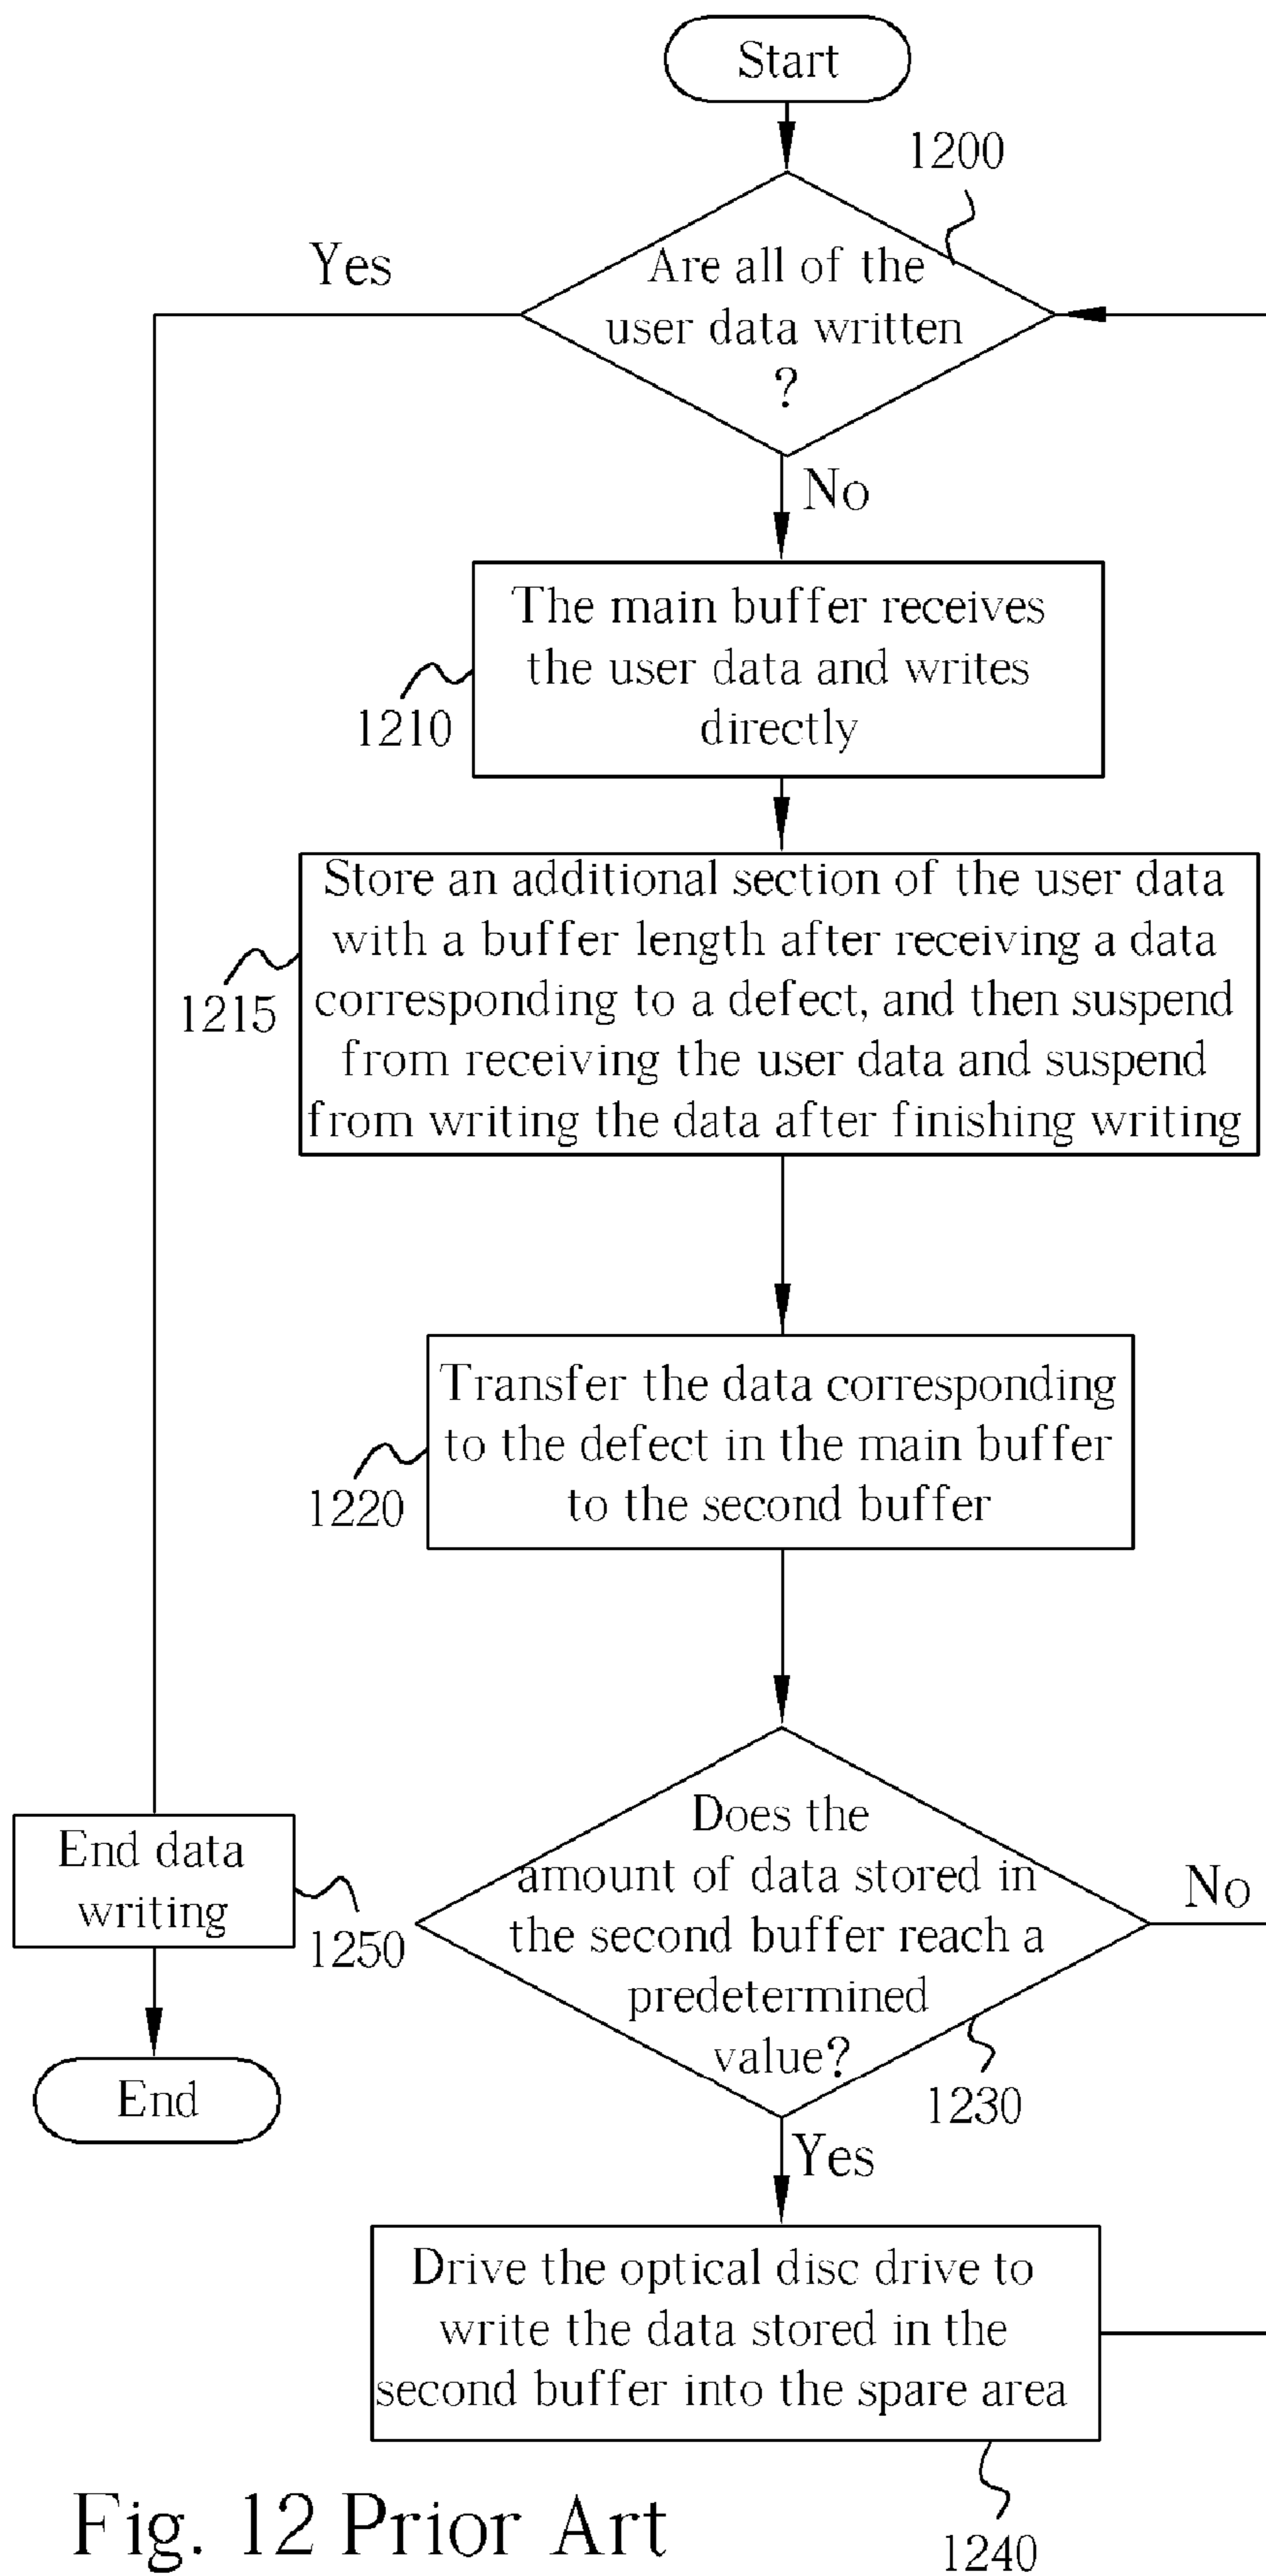 Start
1200
Yes
Are all of the
user data written
?
No
The main buffer receives
the user data and writes
directly
1210
Store an additional section of the user data
with a buffer length after receiving a data
corresponding to a defect, and then suspend
from receiving the user data and suspend
from writing the data after finishing writing
1215
Transfer the data corresponding
to the defect in the main buffer
to the second buffer
1220
Does the
amount of data stored in
the second buffer reach a
predetermined
value?
No
1230
End data
writing
1250
End
Yes
Drive the optical disc drive to
write the data stored in the
second buffer into the spare area
1240
Fig. 12 Prior Art